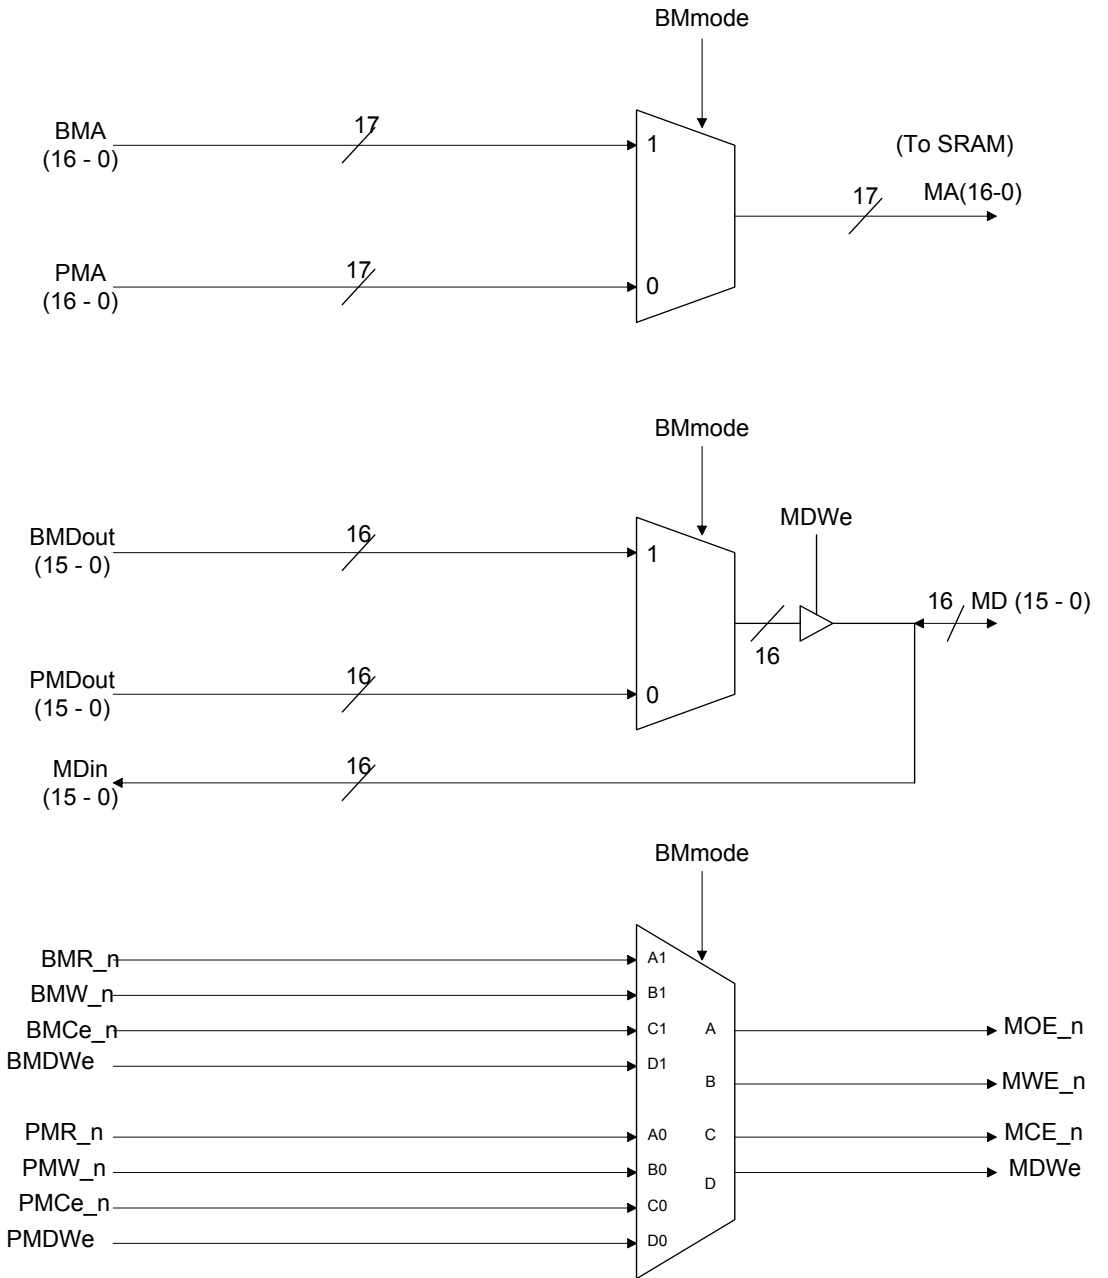 BMmode
BMA
(16 - 0)
17
1
(To SRAM)
17
MA(16-0)
PMA
(16 - 0)
17
0
BMmode
MDWe
BMDout
(15 - 0)
16
1
16
16
MD (15 - 0)
PMDout
(15 - 0)
16
0
MDin
(15 - 0)
16
BMmode
BMR_n
A1
BMW_n
B1
BMCe_n
C1
A
MOE_n
BMDWe
D1
B
MWE_n
PMR_n
A0
C
MCE_n
PMW_n
B0
D
MDWe
PMCe_n
C0
PMDWe
D0